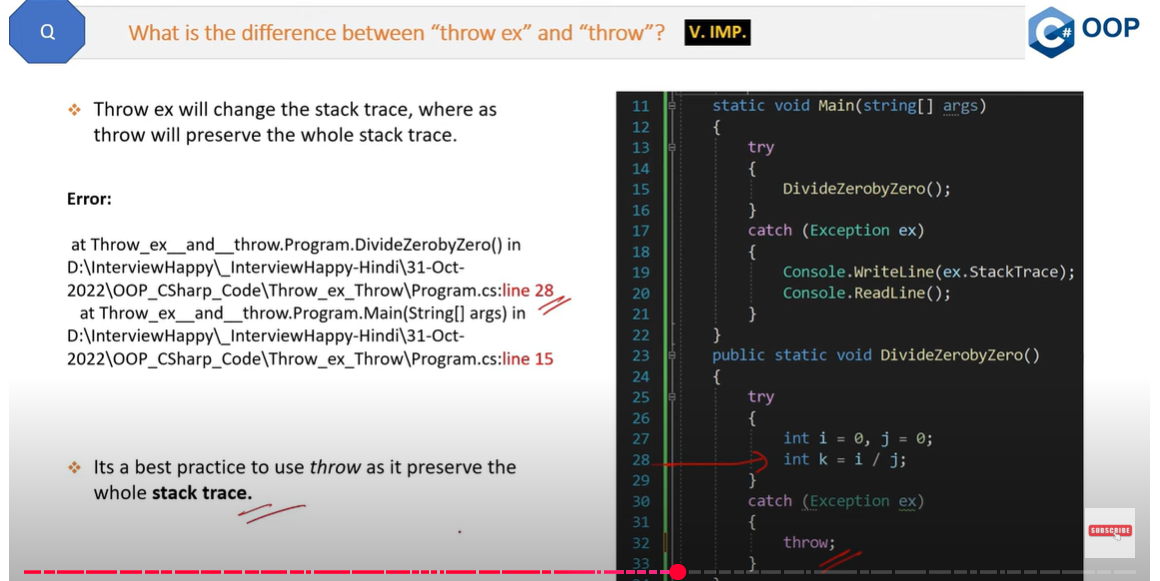 Q
What is the difference between “throw ex” and “throw”?
V. IMP.
C#
OOP
❖ Throw ex will change the stack trace, where as
throw will preserve the whole stack trace.
Error:
at Throw_ex__and__throw.Program.DivideZerobyZero() in
D:\InterviewHappy\_InterviewHappy-Hindi\31-Oct-
2022\OOP_CSharp_Code\Throw_ex_Throw\Program.cs:line 28
at Throw_ex__and__throw.Program.Main(String[] args) in
D:\InterviewHappy\_InterviewHappy-Hindi\31-Oct-
2022\OOP_CSharp_Code\Throw_ex_Throw\Program.cs:line 15
❖ Its a best practice to use throw as it preserve the
whole stack trace.
11 static void Main(string[] args)
12 {
13 try
14 {
15 DivideZerobyZero();
16 }
17 catch (Exception ex)
18 {
19 Console.WriteLine(ex.StackTrace);
20 Console.ReadLine();
21 }
22 }
23 public static void DivideZerobyZero()
24 {
25 try
26 {
27 int i = 0, j = 0;
28 int k = i / j;
29 }
30 catch (Exception ex)
31 {
32 throw;
33 }
SUBSCRIBE